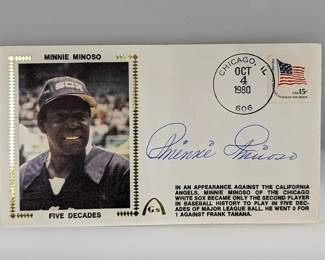 MINNIE MINOSO
SOX
FIVE DECADES
CHICAGO, IL
OCT
4
1980
606
USA 15c
Minnie Minoso
GS
IN AN APPEARANCE AGAINST THE CALIFORNIA
ANGELS, MINNIE MINOSO OF THE CHICAGO
WHITE SOX BECAME ONLY THE SECOND PLAYER
IN BASEBALL HISTORY TO PLAY IN FIVE DEC-
ADES OF MAJOR LEAGUE BALL. HE WENT 0 FOR
1 AGAINST FRANK TANANA.